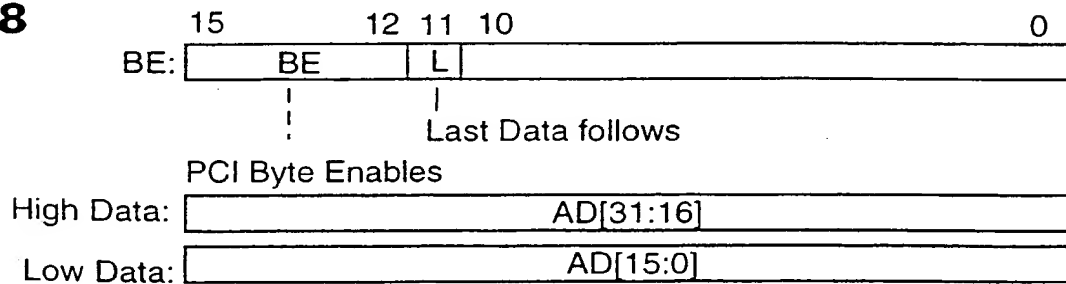 8
15 12 11 10 0
BE: BE L
Last Data follows
PCI Byte Enables
High Data: AD[31:16]
Low Data: AD[15:0]